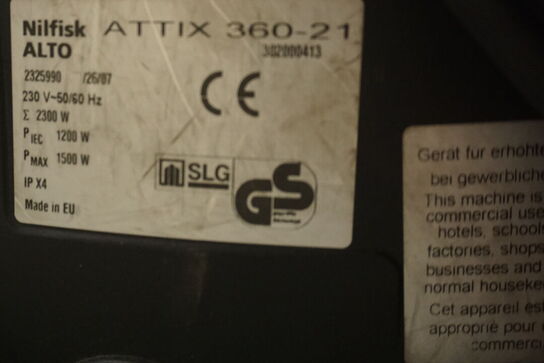 Nilfisk ATTIX 360-21
ALTO 302000413
2325990 /26/07
230 V~50/60 Hz
Σ 2300 W
PIEC 1200 W
PMAX 1500 W
IP X4
Made in EU
CE
SLG
GS
Gerät für erhöhte
bei gewerbliche
This machine is
commercial use
hotels, schools
factories, shops
businesses and
normal houseke
Cet appareil est
approprié pour
commerci